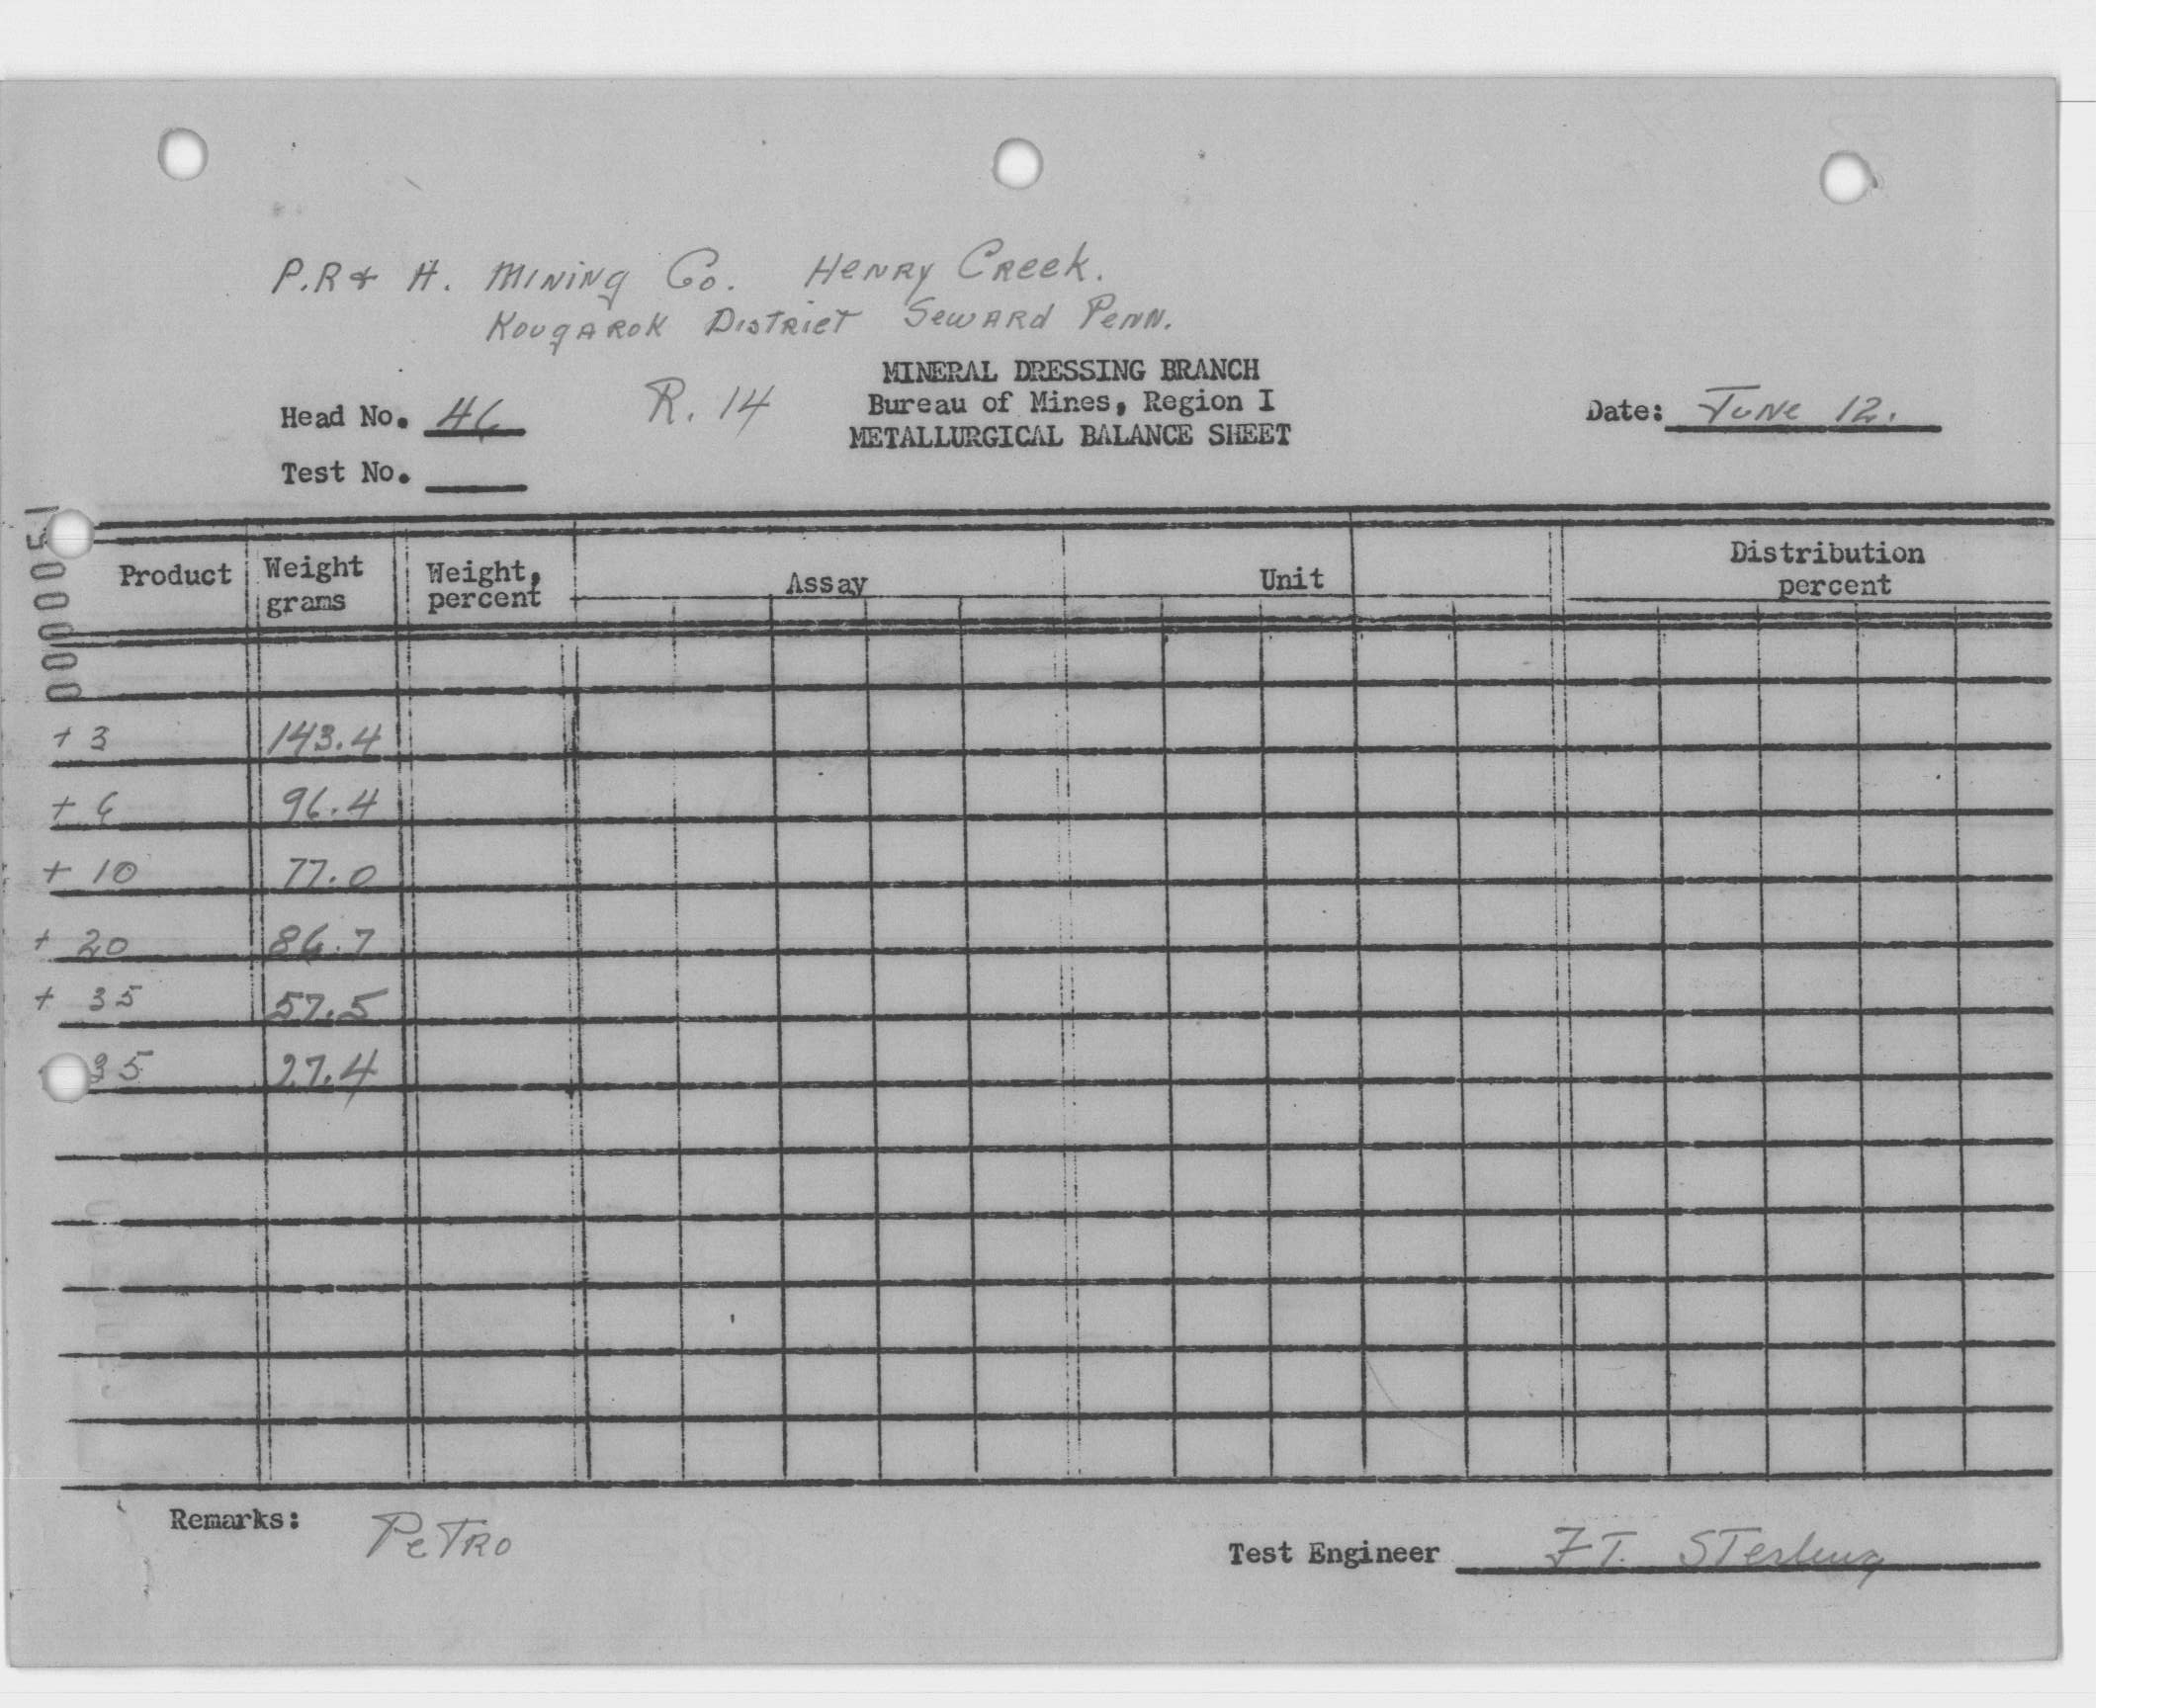 P.R & H. Mining Co. Henry Creek.
Kougarok District Seward Penn.
MINERAL DRESSING BRANCH
Head No. 46 R. 14 Bureau of Mines, Region I Date: June 12.
METALLURGICAL BALANCE SHEET
Test No.
Product Weight grams Weight, percent Assay Unit Distribution percent
+ 3 143.4
+ 6 96.4
+ 10 77.0
+ 20 86.7
+ 35 57.5
35 27.4
Remarks: Petro
Test Engineer F.T. Sterling